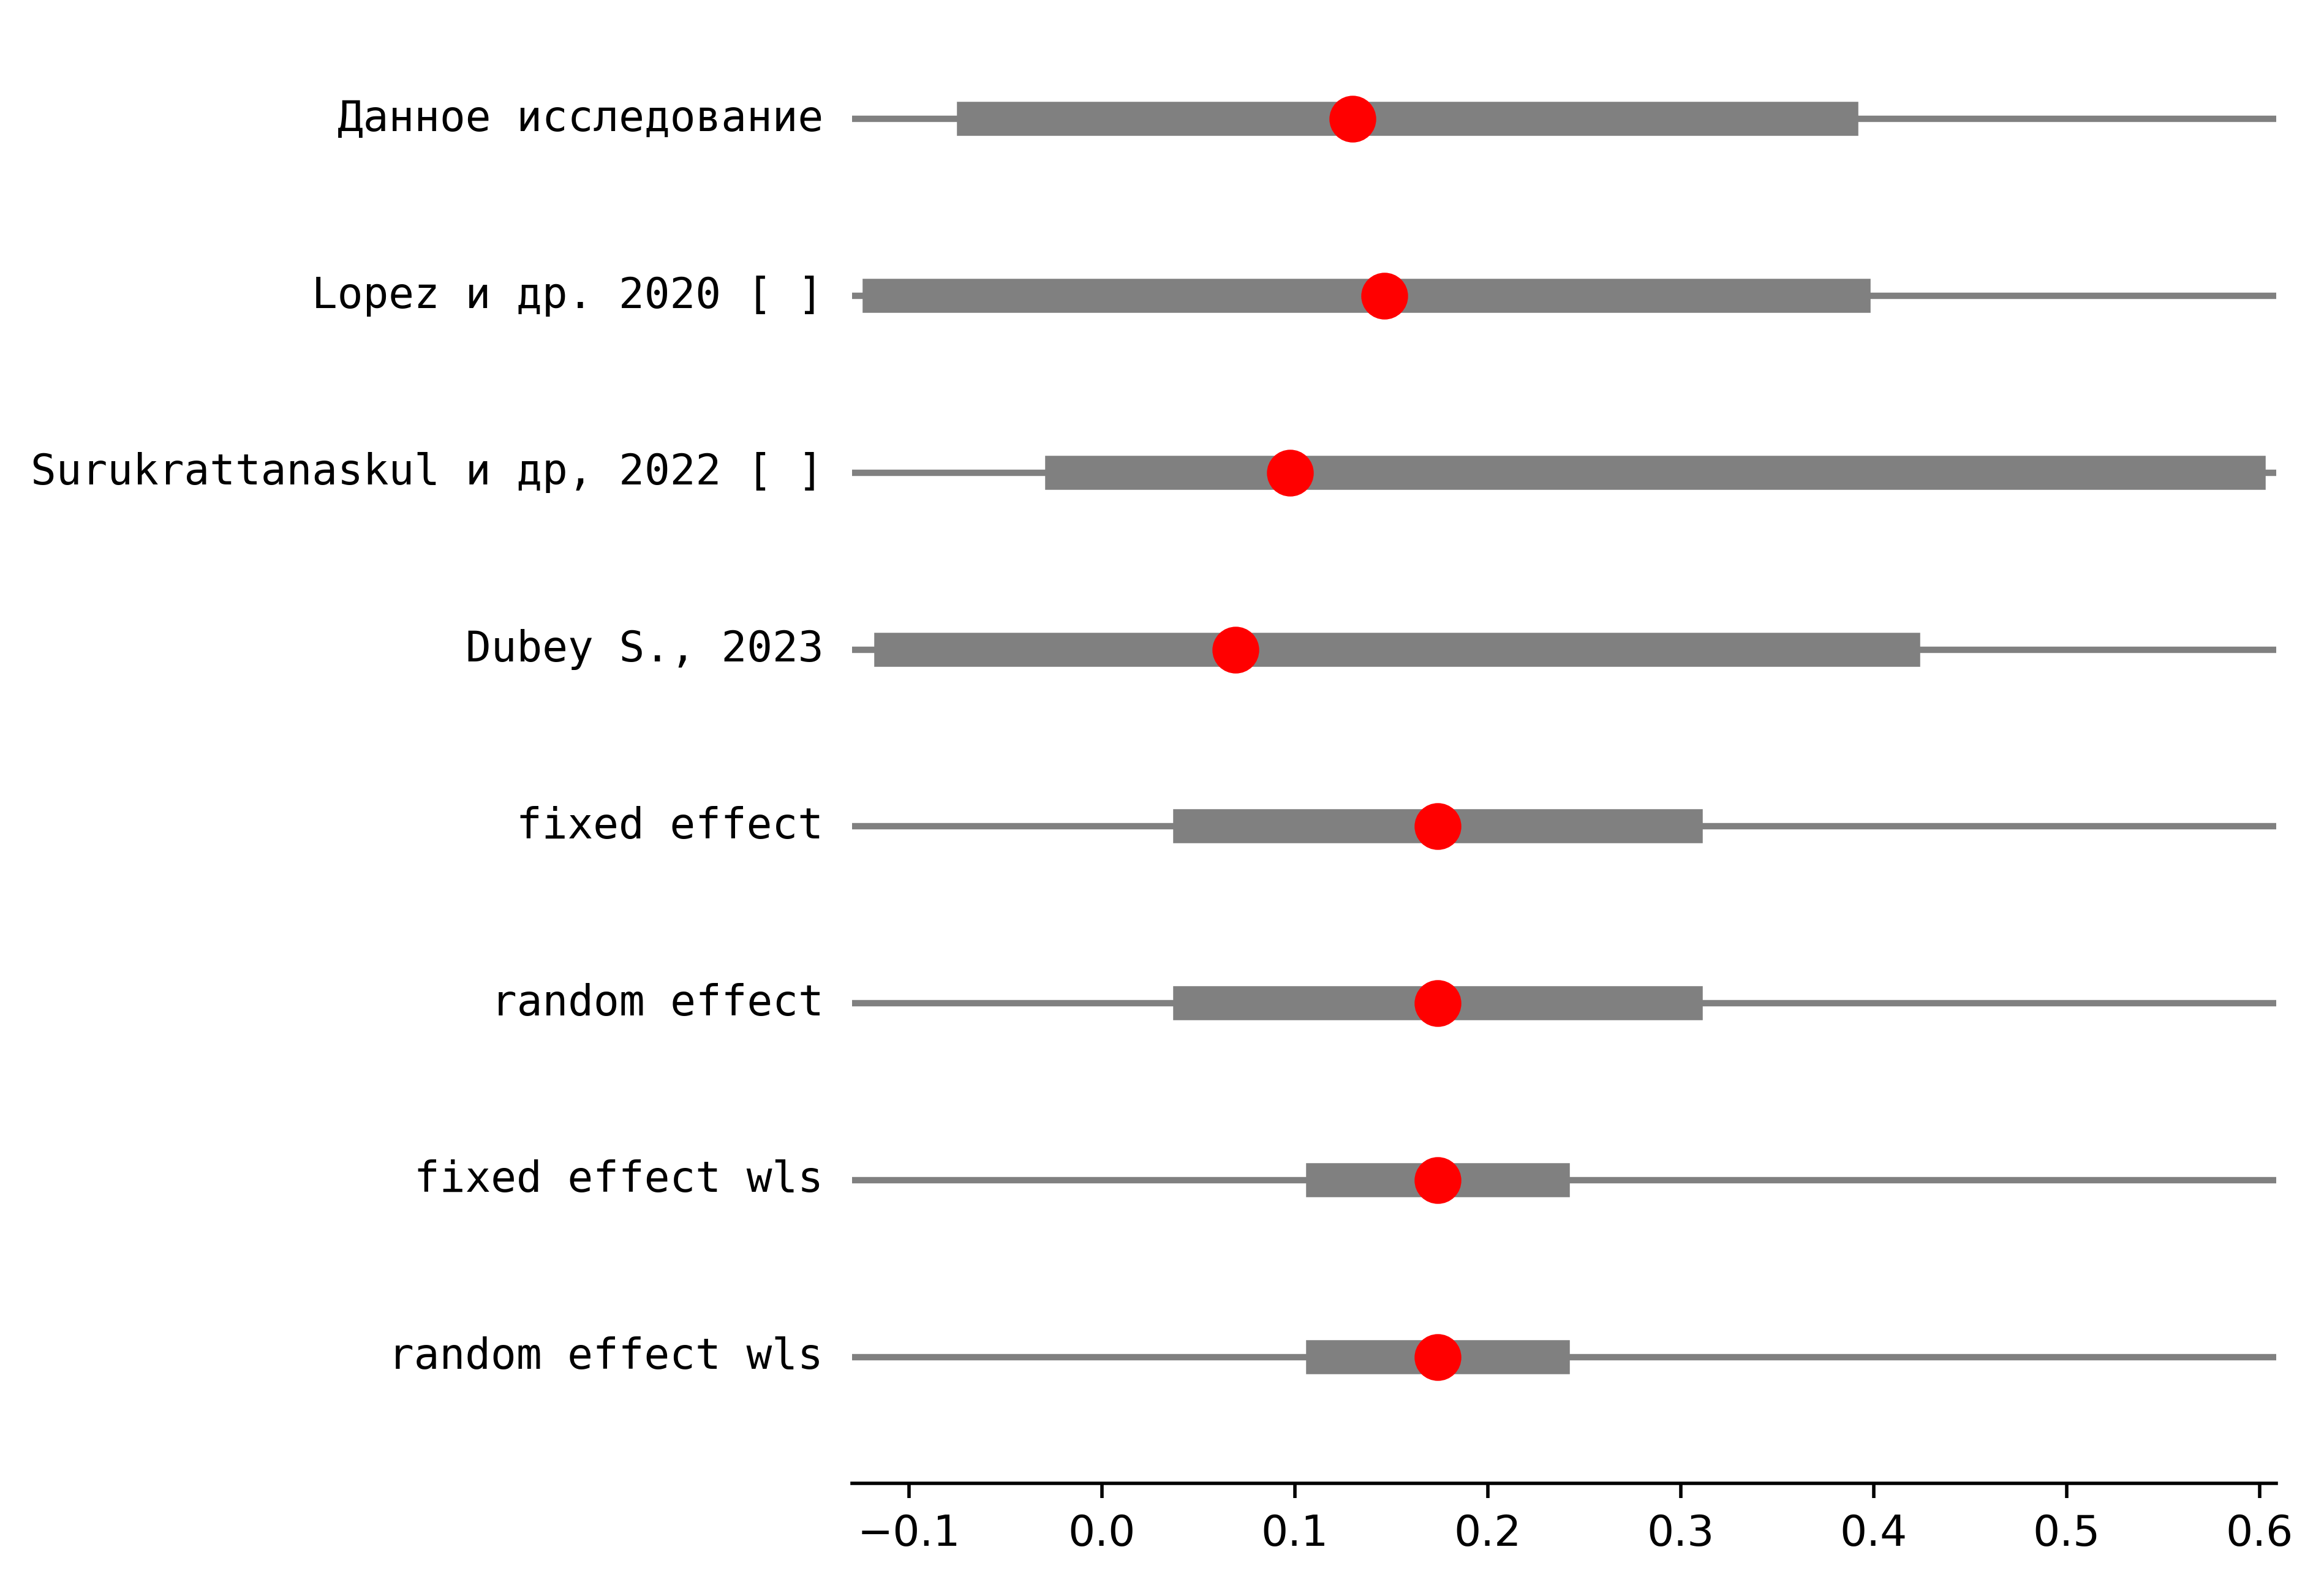 Данное исследование
Lopez и др. 2020 [ ]
Surukrattanaskul и др, 2022 [ ]
Dubey S., 2023
fixed effect
random effect
fixed effect wls
random effect wls
−0.1 0.0 0.1 0.2 0.3 0.4 0.5 0.6